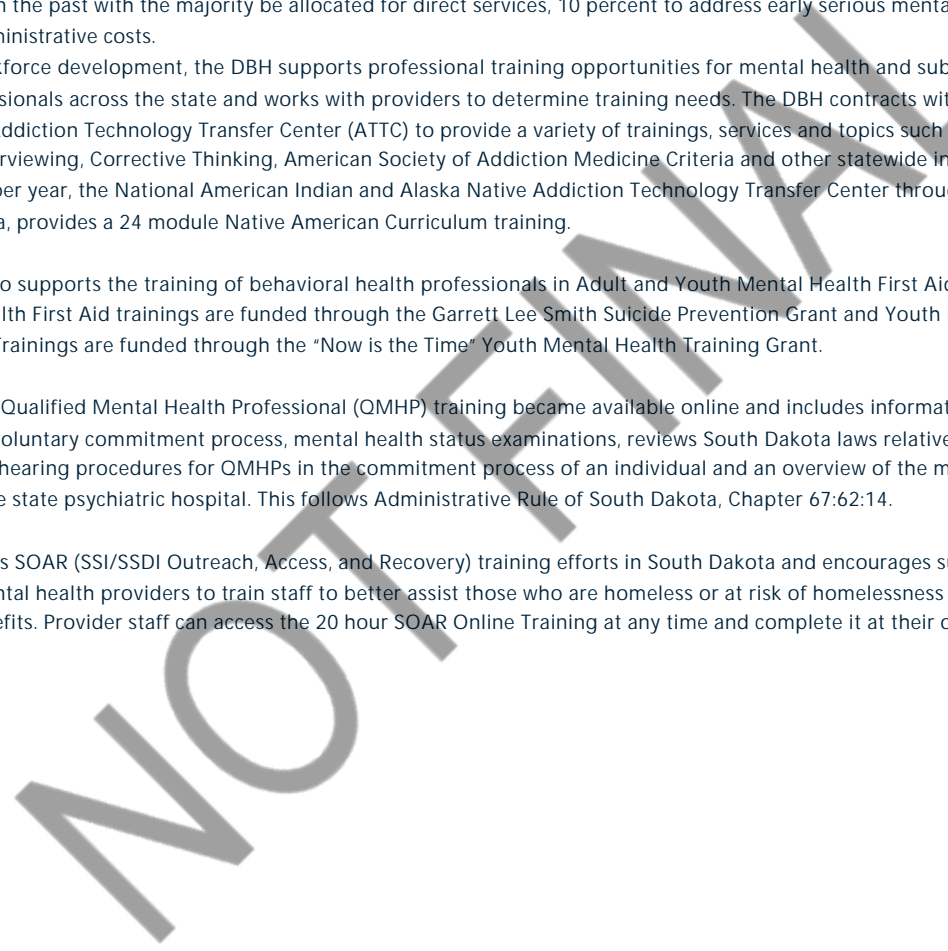 n the past with the majority be allocated for direct services, 10 percent to address early serious menta
ministrative costs.
kforce development, the DBH supports professional training opportunities for mental health and sub
sionals across the state and works with providers to determine training needs. The DBH contracts wit
Addiction Technology Transfer Center (ATTC) to provide a variety of trainings, services and topics such
rviewing, Corrective Thinking, American Society of Addiction Medicine Criteria and other statewide in
per year, the National American Indian and Alaska Native Addiction Technology Transfer Center throug
a, provides a 24 module Native American Curriculum training.
o supports the training of behavioral health professionals in Adult and Youth Mental Health First Aid
lth First Aid trainings are funded through the Garrett Lee Smith Suicide Prevention Grant and Youth
Trainings are funded through the “Now is the Time” Youth Mental Health Training Grant.
Qualified Mental Health Professional (QMHP) training became available online and includes informat
voluntary commitment process, mental health status examinations, reviews South Dakota laws relative
hearing procedures for QMHPs in the commitment process of an individual and an overview of the m
e state psychiatric hospital. This follows Administrative Rule of South Dakota, Chapter 67:62:14.
s SOAR (SSI/SSDI Outreach, Access, and Recovery) training efforts in South Dakota and encourages su
ntal health providers to train staff to better assist those who are homeless or at risk of homelessness
efits. Provider staff can access the 20 hour SOAR Online Training at any time and complete it at their o
NOT FINAL